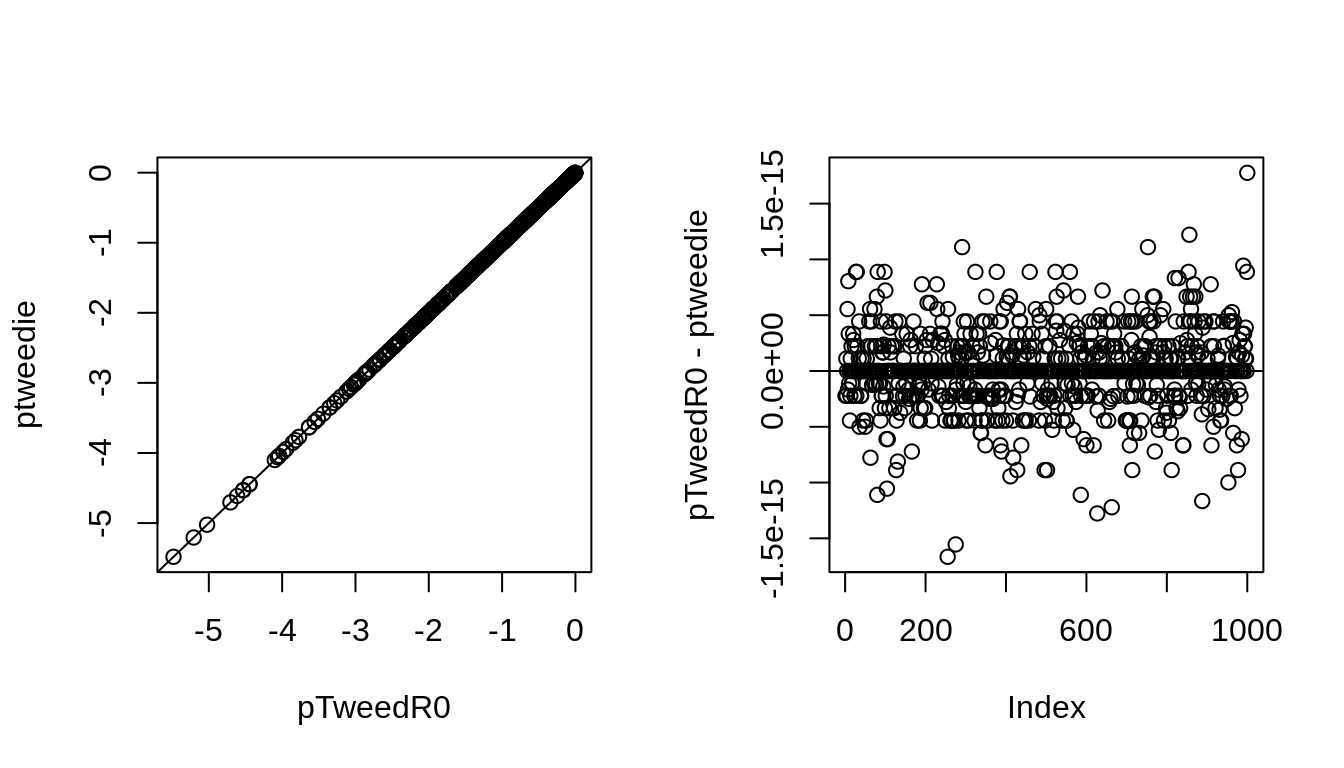 ptweedie
0
-1
-2
-3
-4
-5
-5 -4 -3 -2 -1 0
pTweedR0
pTweedR0 - ptweedie
1.5e-15
0.0e+00
-1.5e-15
0 200 600 1000
Index